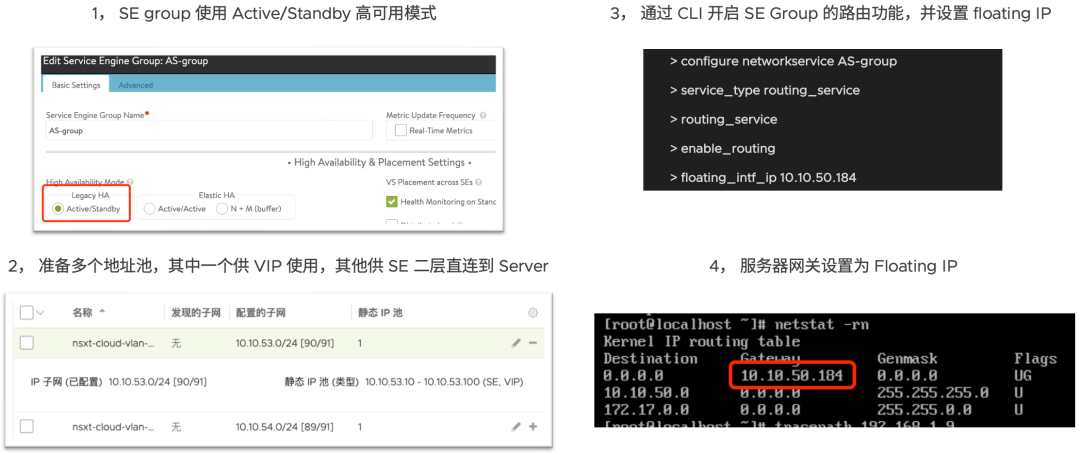 1， SE group 使用 Active/Standby 高可用模式
Edit Service Engine Group: AS-group
Basic Settings Advanced
Service Engine Group Name*
AS-group
Metric Update Frequency
Real-Time Metrics
• High Availability & Placement Settings •
High Availability Mode
Legacy HA
Active/Standby
Elastic HA
Active/Active N + M (buffer)
VS Placement across SEs
Health Monitoring on Stand
2， 准备多个地址池，其中一个供 VIP 使用，其他供 SE 二层直连到 Server
名称 发现的子网 配置的子网 静态 IP 池
nsxt-cloud-vlan-... 无 10.10.53.0/24 [90/91] 1
IP 子网 (已配置) 10.10.53.0/24 [90/91] 静态 IP 池 (类型) 10.10.53.10 - 10.10.53.100 (SE, VIP)
nsxt-cloud-vlan-... 无 10.10.54.0/24 [89/91] 1
3， 通过 CLI 开启 SE Group 的路由功能，并设置 floating IP
> configure networkservice AS-group
> service_type routing_service
> routing_service
> enable_routing
> floating_intf_ip 10.10.50.184
4， 服务器网关设置为 Floating IP
[root@localhost ~]# netstat -rn
Kernel IP routing table
Destination Gateway Genmask Flags
0.0.0.0 10.10.50.184 0.0.0.0 UG
10.10.50.0 0.0.0.0 255.255.255.0 U
172.17.0.0 0.0.0.0 255.255.0.0 U
[root@localhost ~]# tracepath 192.168.1.9